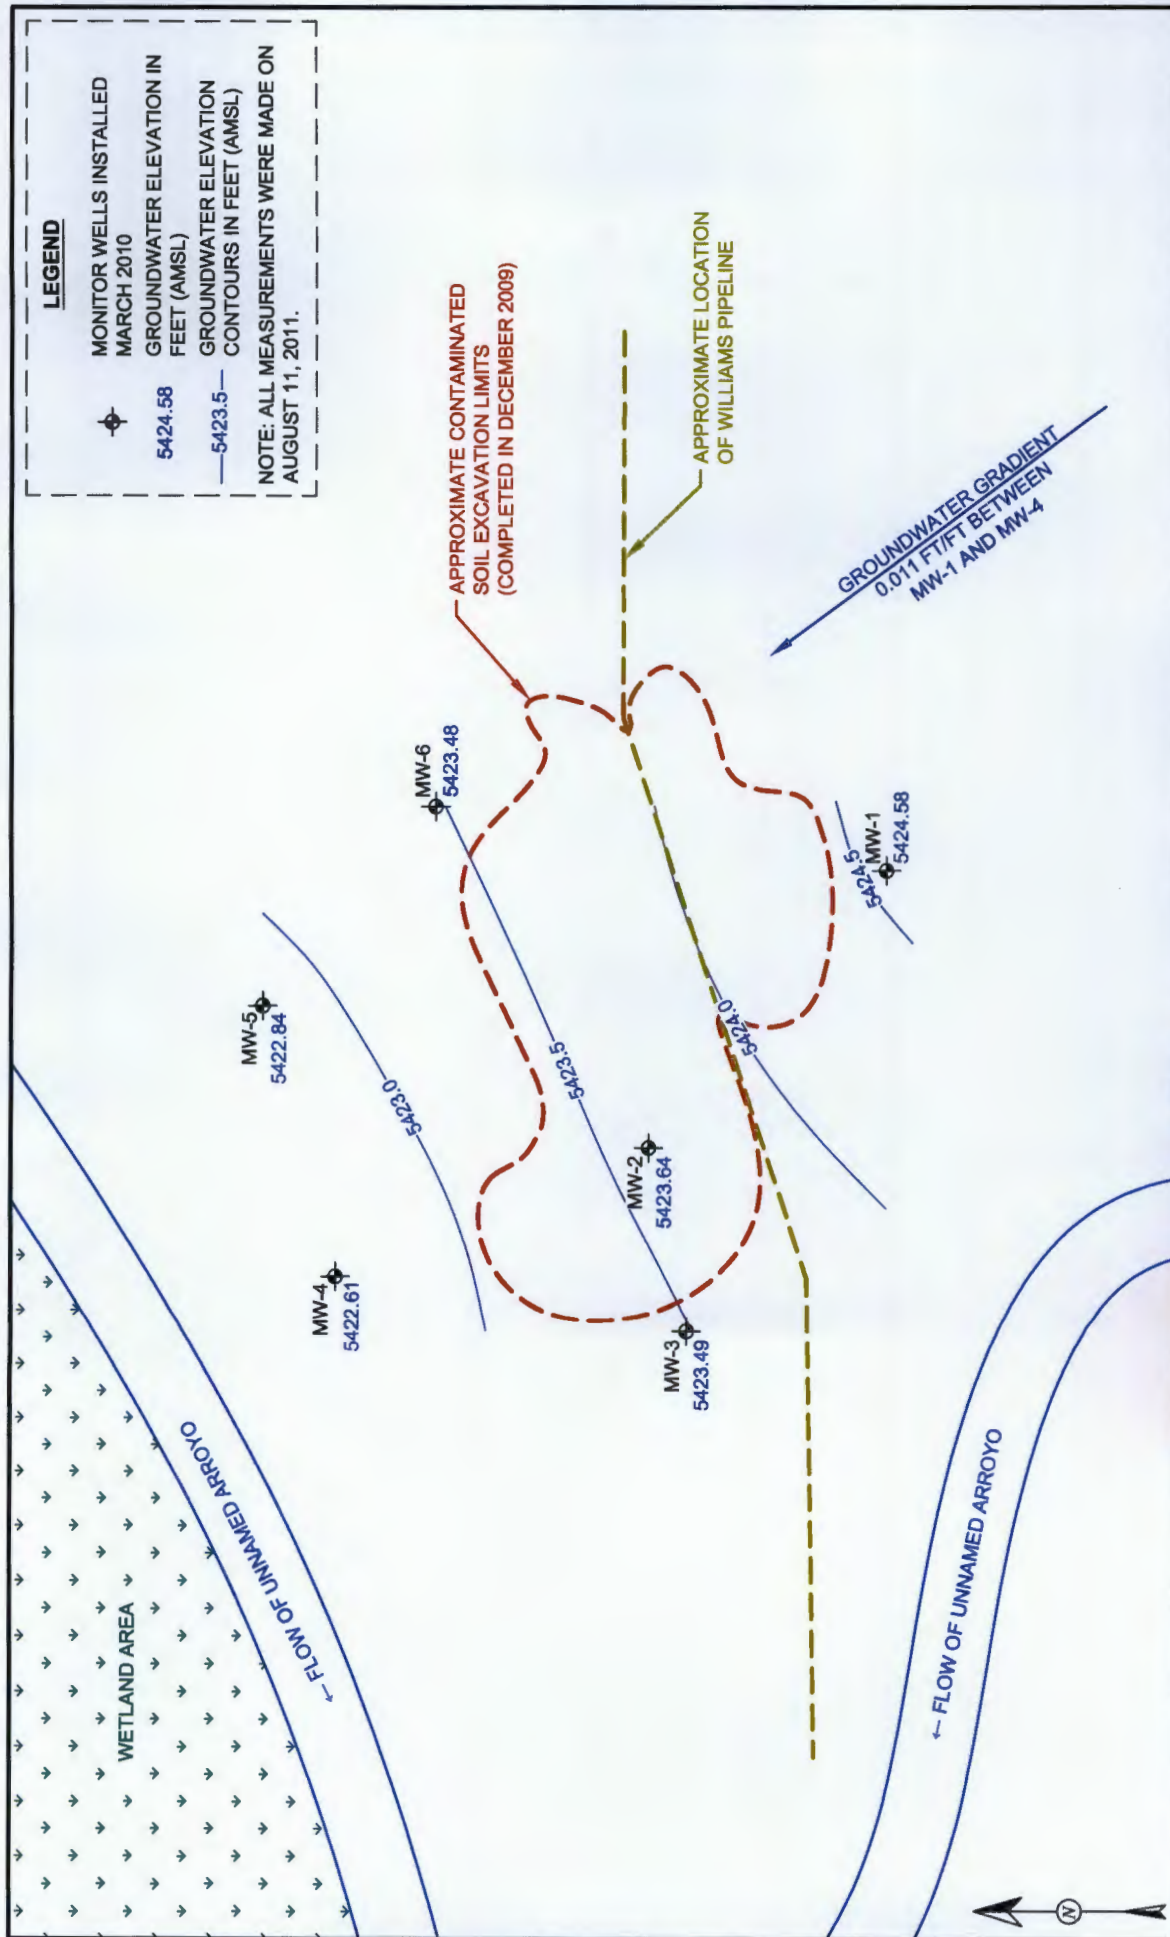 LEGEND
MONITOR WELLS INSTALLED
MARCH 2010
5424.58
GROUNDWATER ELEVATION IN
FEET (AMSL)
5423.5
GROUNDWATER ELEVATION
CONTOURS IN FEET (AMSL)
NOTE: ALL MEASUREMENTS WERE MADE ON
AUGUST 11, 2011.
WETLAND AREA
← FLOW OF UNNAMED ARROYO
MW-5
5422.84
MW-4
5422.61
5423.0
MW-6
5423.48
APPROXIMATE CONTAMINATED
SOIL EXCAVATION LIMITS
(COMPLETED IN DECEMBER 2009)
5423.5
MW-2
5423.64
MW-3
5423.49
5424.0
APPROXIMATE LOCATION
OF WILLIAMS PIPELINE
5424.5
MW-1
5424.58
GROUNDWATER GRADIENT
0.011 FT/FT BETWEEN
MW-1 AND MW-4
← FLOW OF UNNAMED ARROYO
N